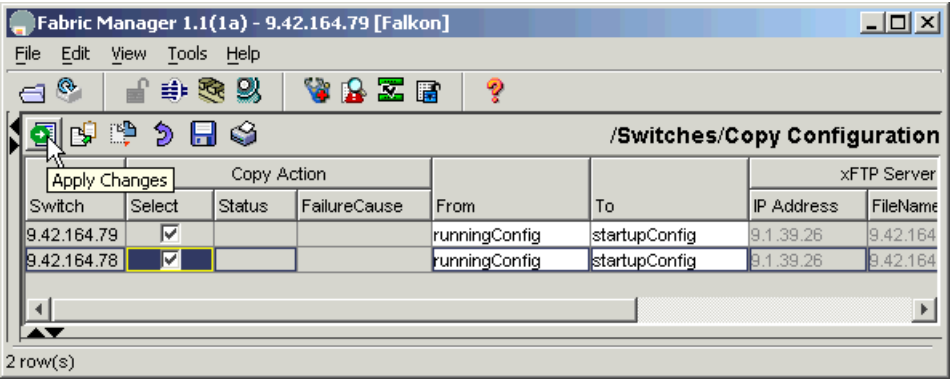 Fabric Manager 1.1(1a) - 9.42.164.79 [Falkon]
File Edit View Tools Help
/Switches/Copy Configuration
Apply Changes
Copy Action xFTP Server
Switch Select Status FailureCause From To IP Address FileName
9.42.164.79 runningConfig startupConfig 9.1.39.26 9.42.164
9.42.164.78 runningConfig startupConfig 9.1.39.26 9.42.164
2 row(s)